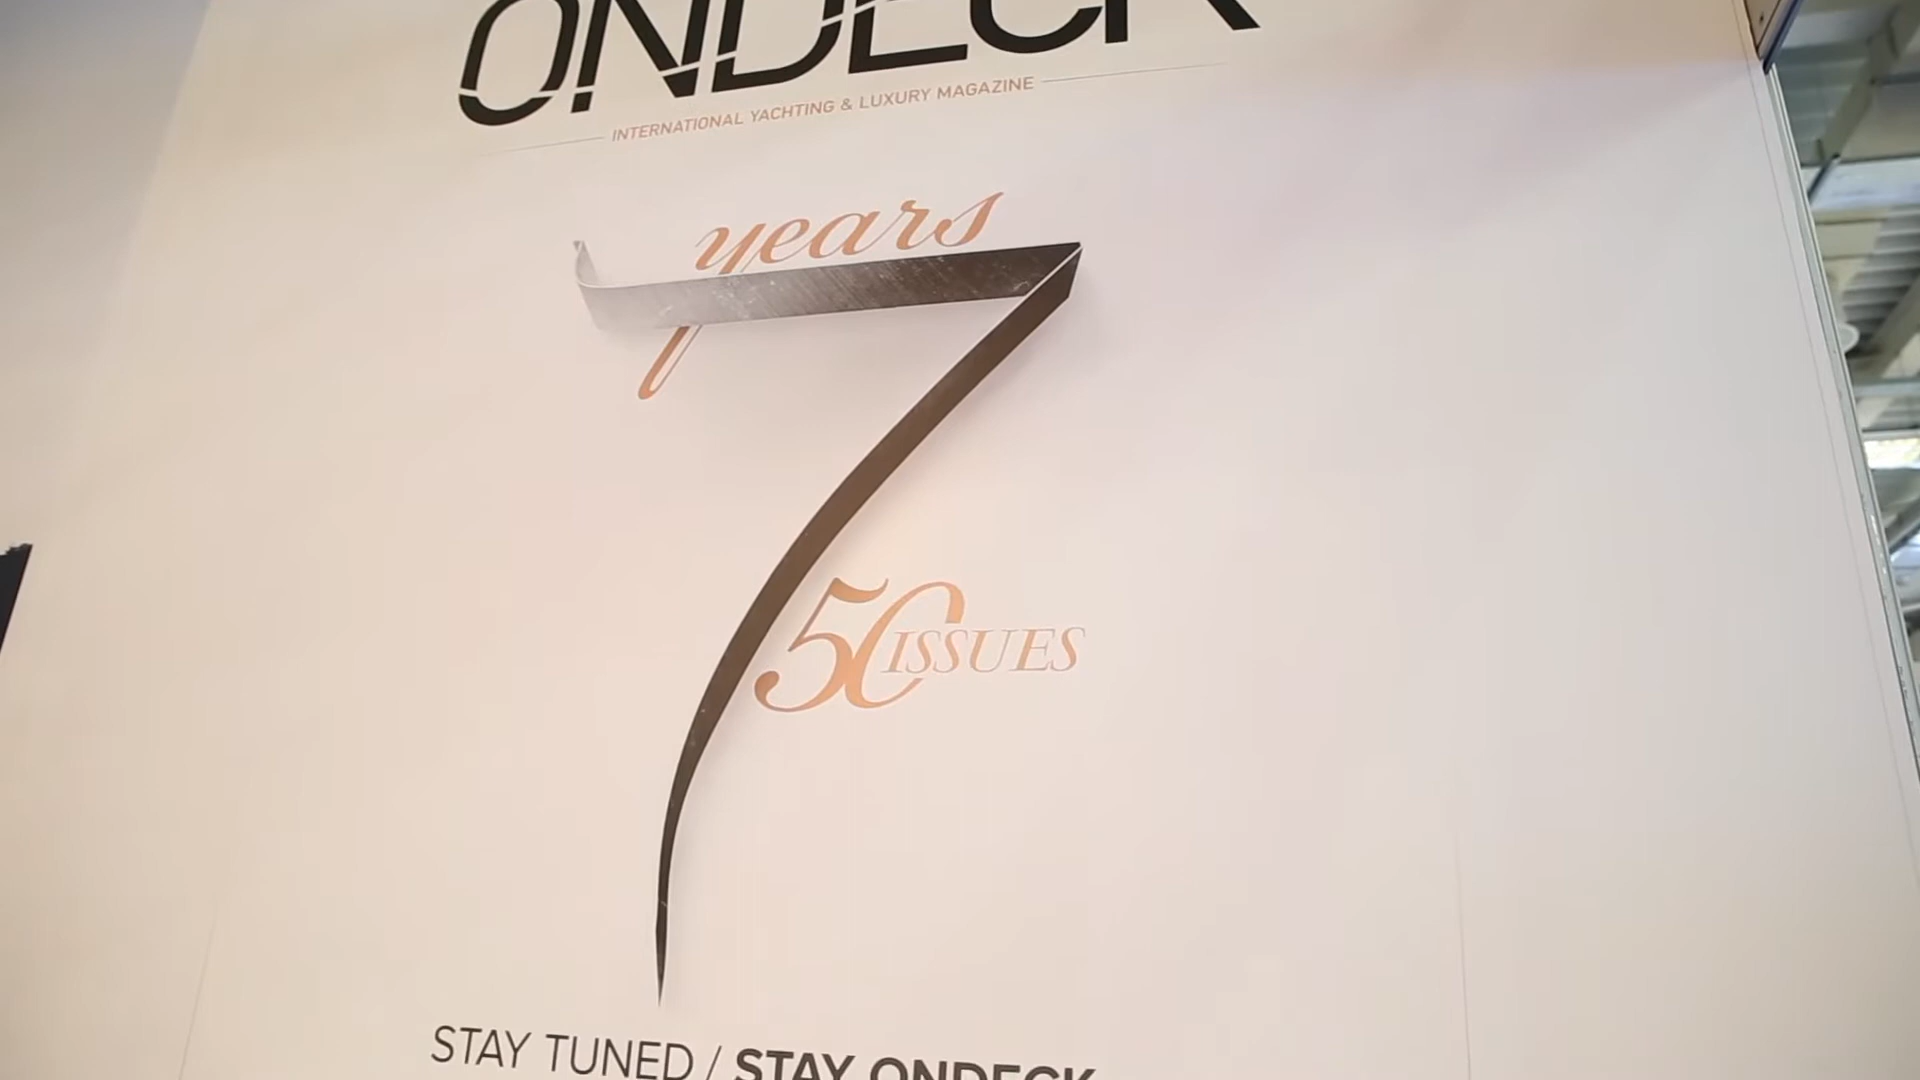 ONDECK
INTERNATIONAL YACHTING & LUXURY MAGAZINE
years
7
50 ISSUES
STAY TUNED / STAY ONDECK